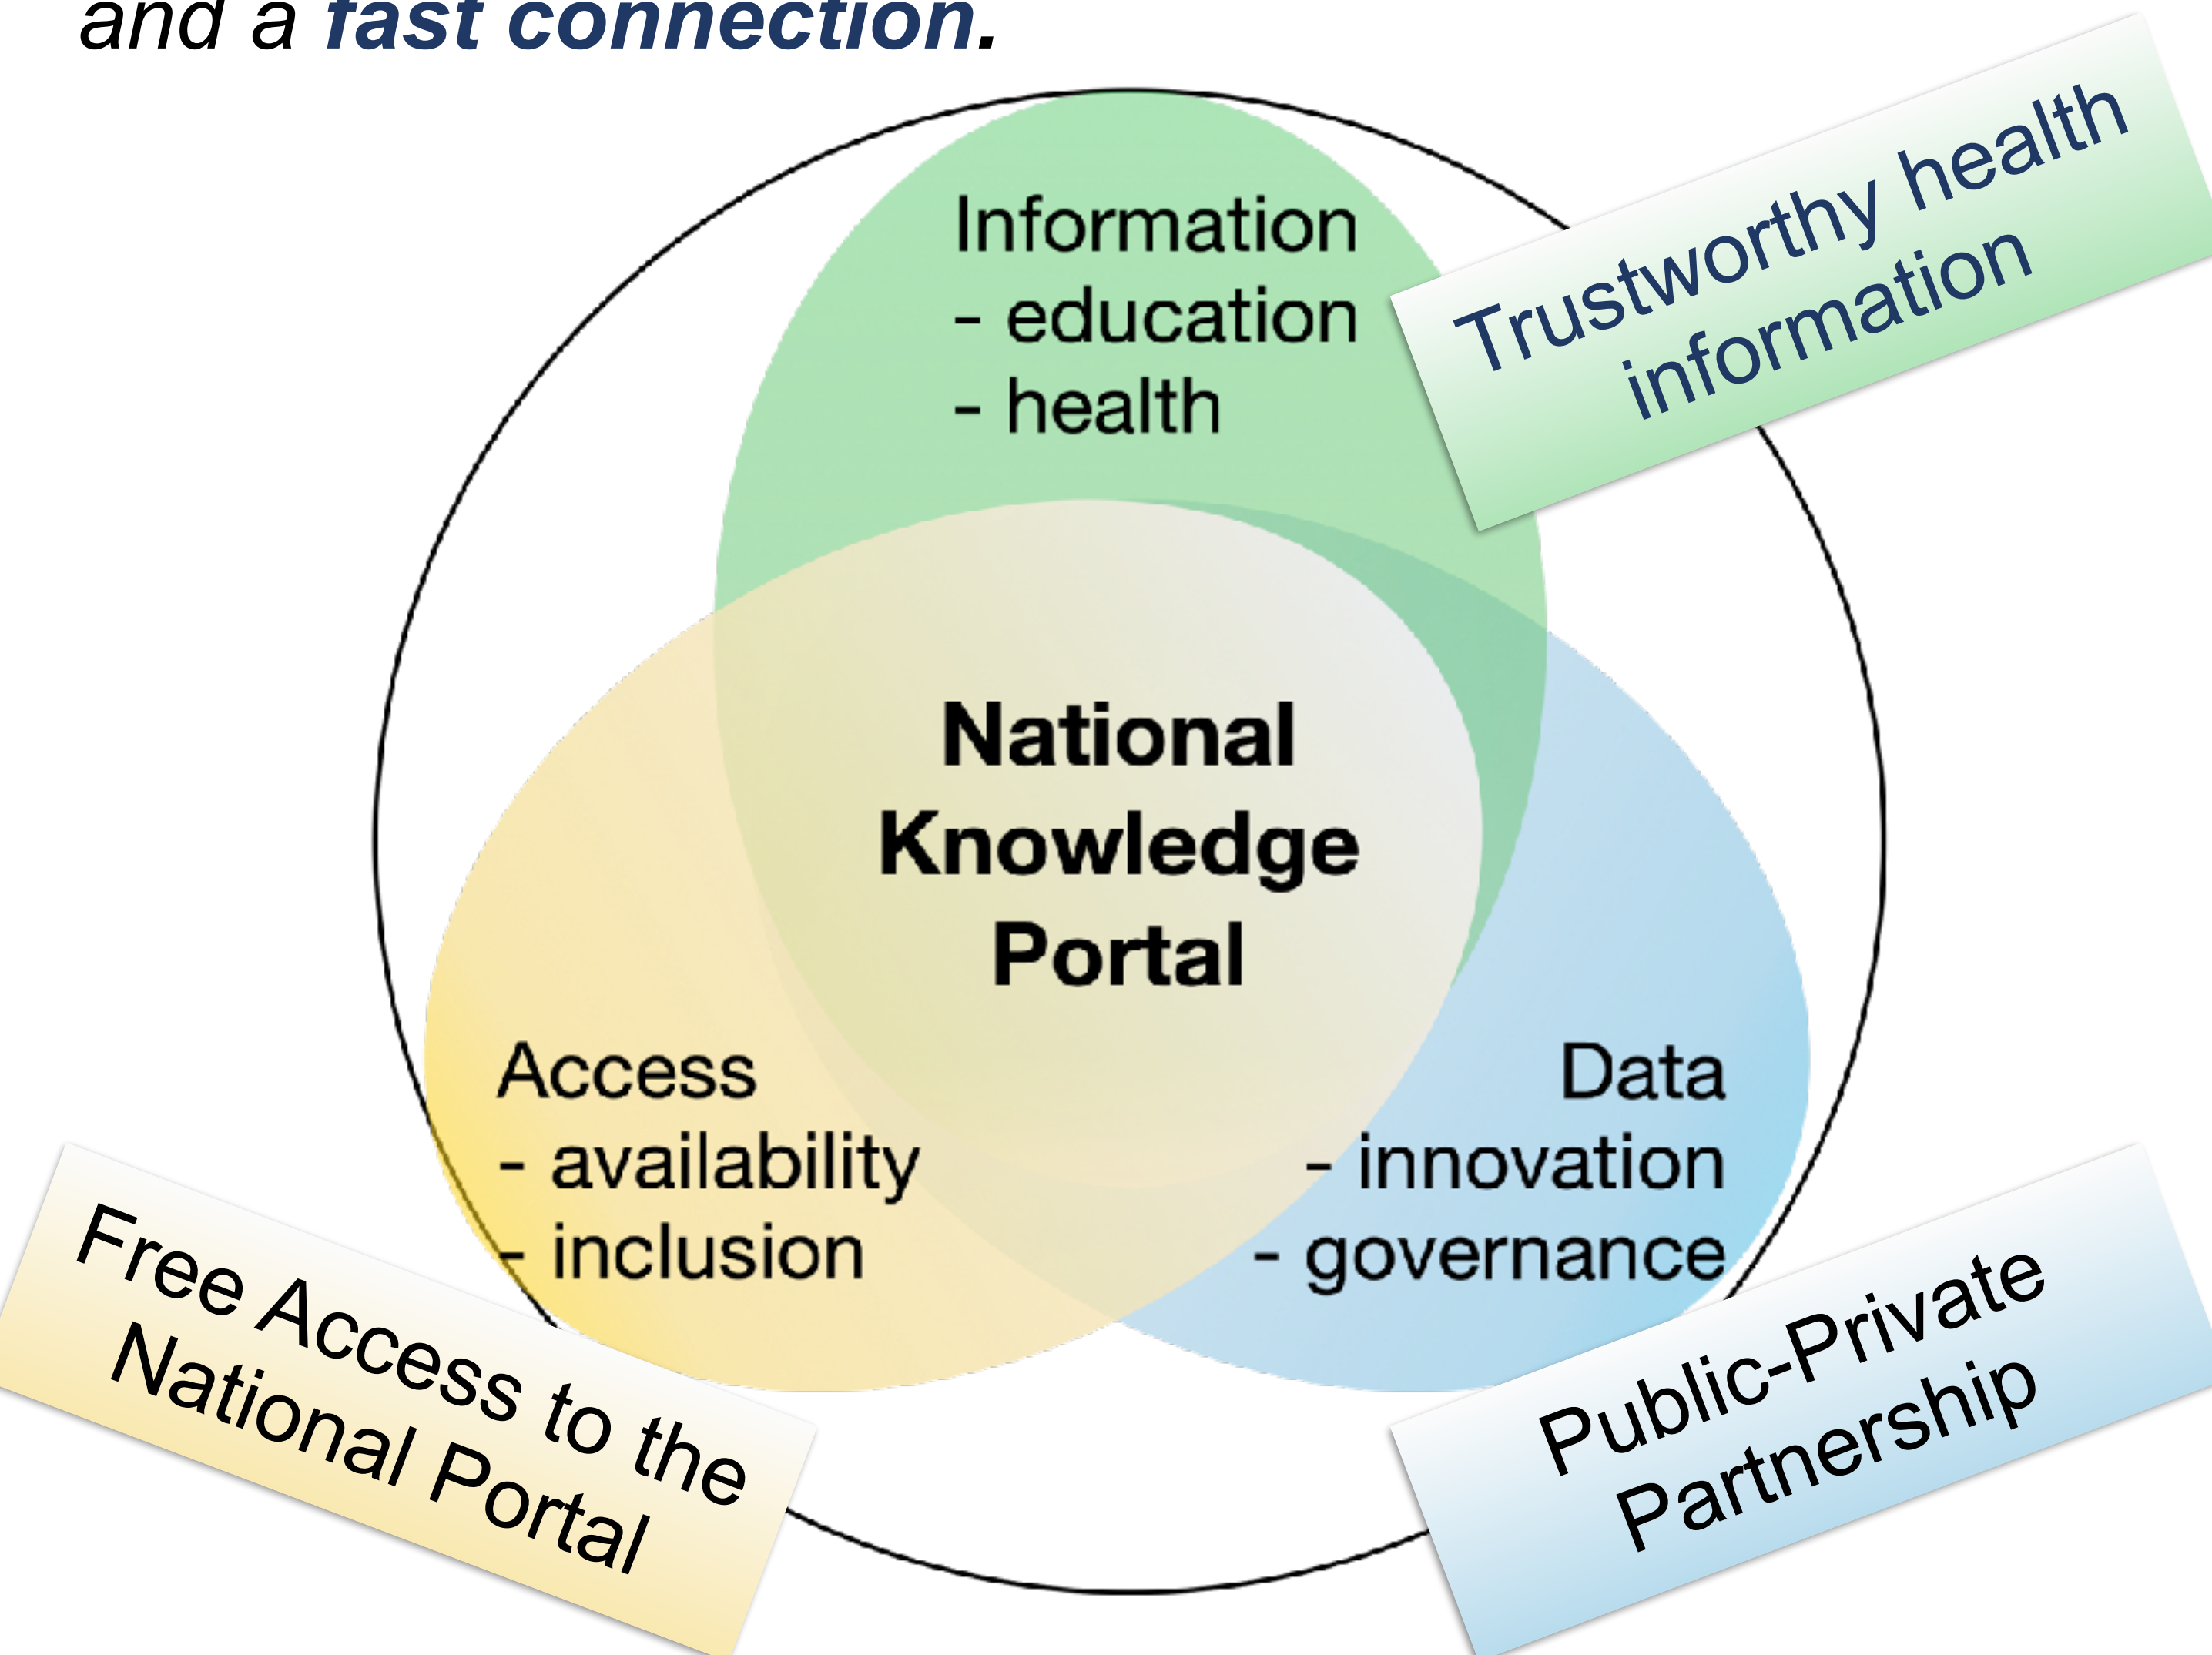 and a fast connection.
Information
- education
- health
Trustworthy health
information
National
Knowledge
Portal
Access
- availability
- inclusion
Data
- innovation
- governance
Free Access to the
National Portal
Public-Private
Partnership